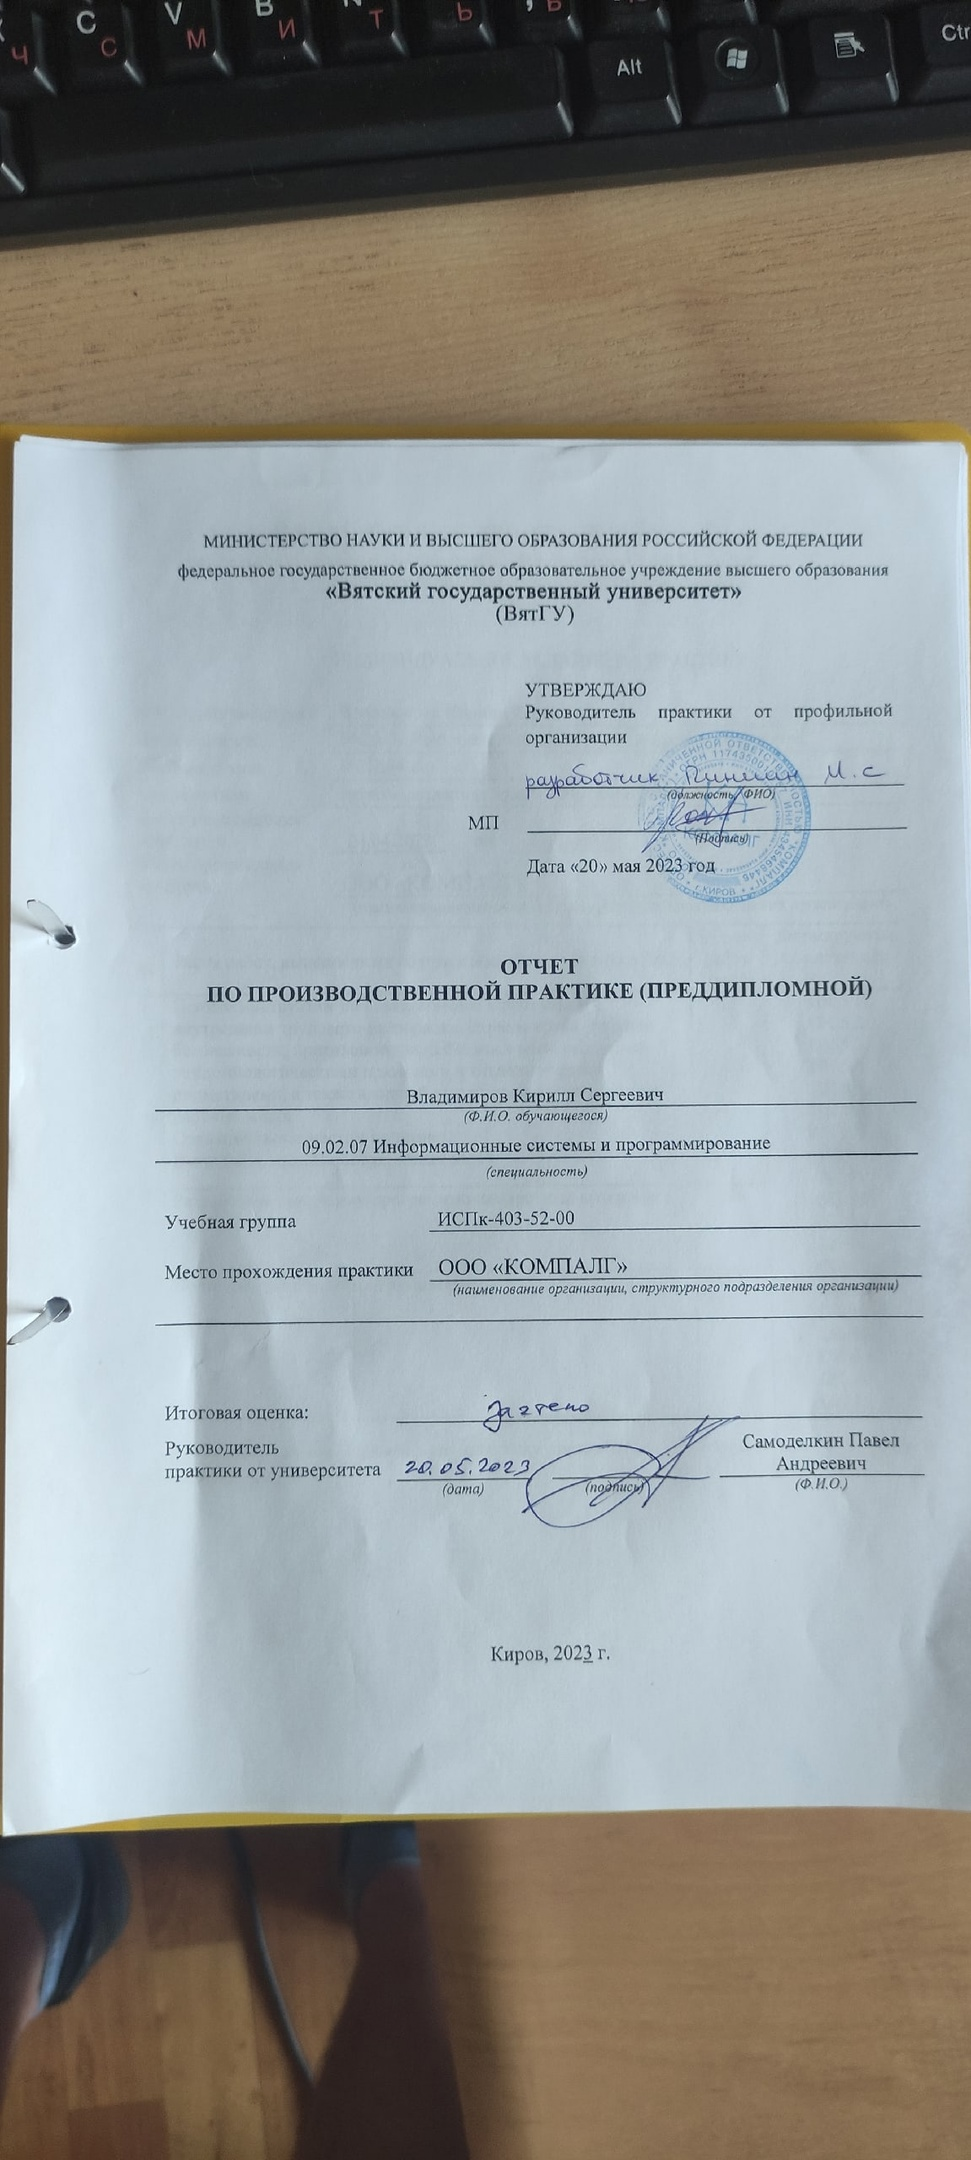 С С V М B И Т Ь Б
Ч
Alt
Ctr
МИНИСТЕРСТВО НАУКИ И ВЫСШЕГО ОБРАЗОВАНИЯ РОССИЙСКОЙ ФЕДЕРАЦИИ
федеральное государственное бюджетное образовательное учреждение высшего образования
«Вятский государственный университет»
(ВятГУ)
УТВЕРЖДАЮ
Руководитель практики от профильной
организации
разработчик М.С
(должность, ФИО)
МП
(Подпись)
Дата «20» мая 2023 год
г.КИРОВ
ОТЧЕТ
ПО ПРОИЗВОДСТВЕННОЙ ПРАКТИКЕ (ПРЕДДИПЛОМНОЙ)
Владимиров Кирилл Сергеевич
(Ф.И.О. обучающегося)
09.02.07 Информационные системы и программирование
(специальность)
Учебная группа ИСПк-403-52-00
Место прохождения практики ООО «КОМПАЛГ»
(наименование организации, структурного подразделения организации)
Итоговая оценка: зачтено
Руководитель
практики от университета 20.05.2023
Самоделкин Павел
Андреевич
(дата) (подпись) (Ф.И.О.)
Киров, 2023 г.